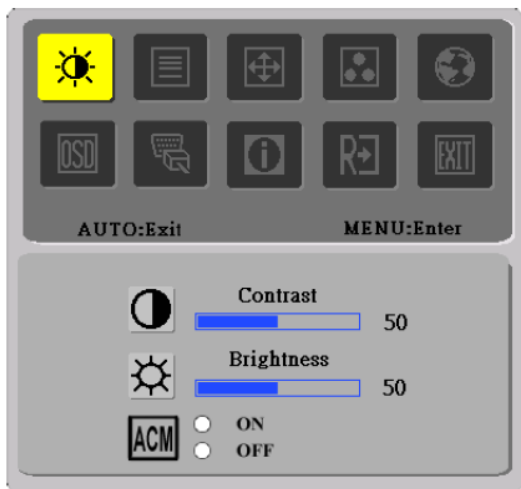 OSD
R
EXIT
AUTO:Exit MENU:Enter
Contrast
50
Brightness
50
ACM
ON
OFF